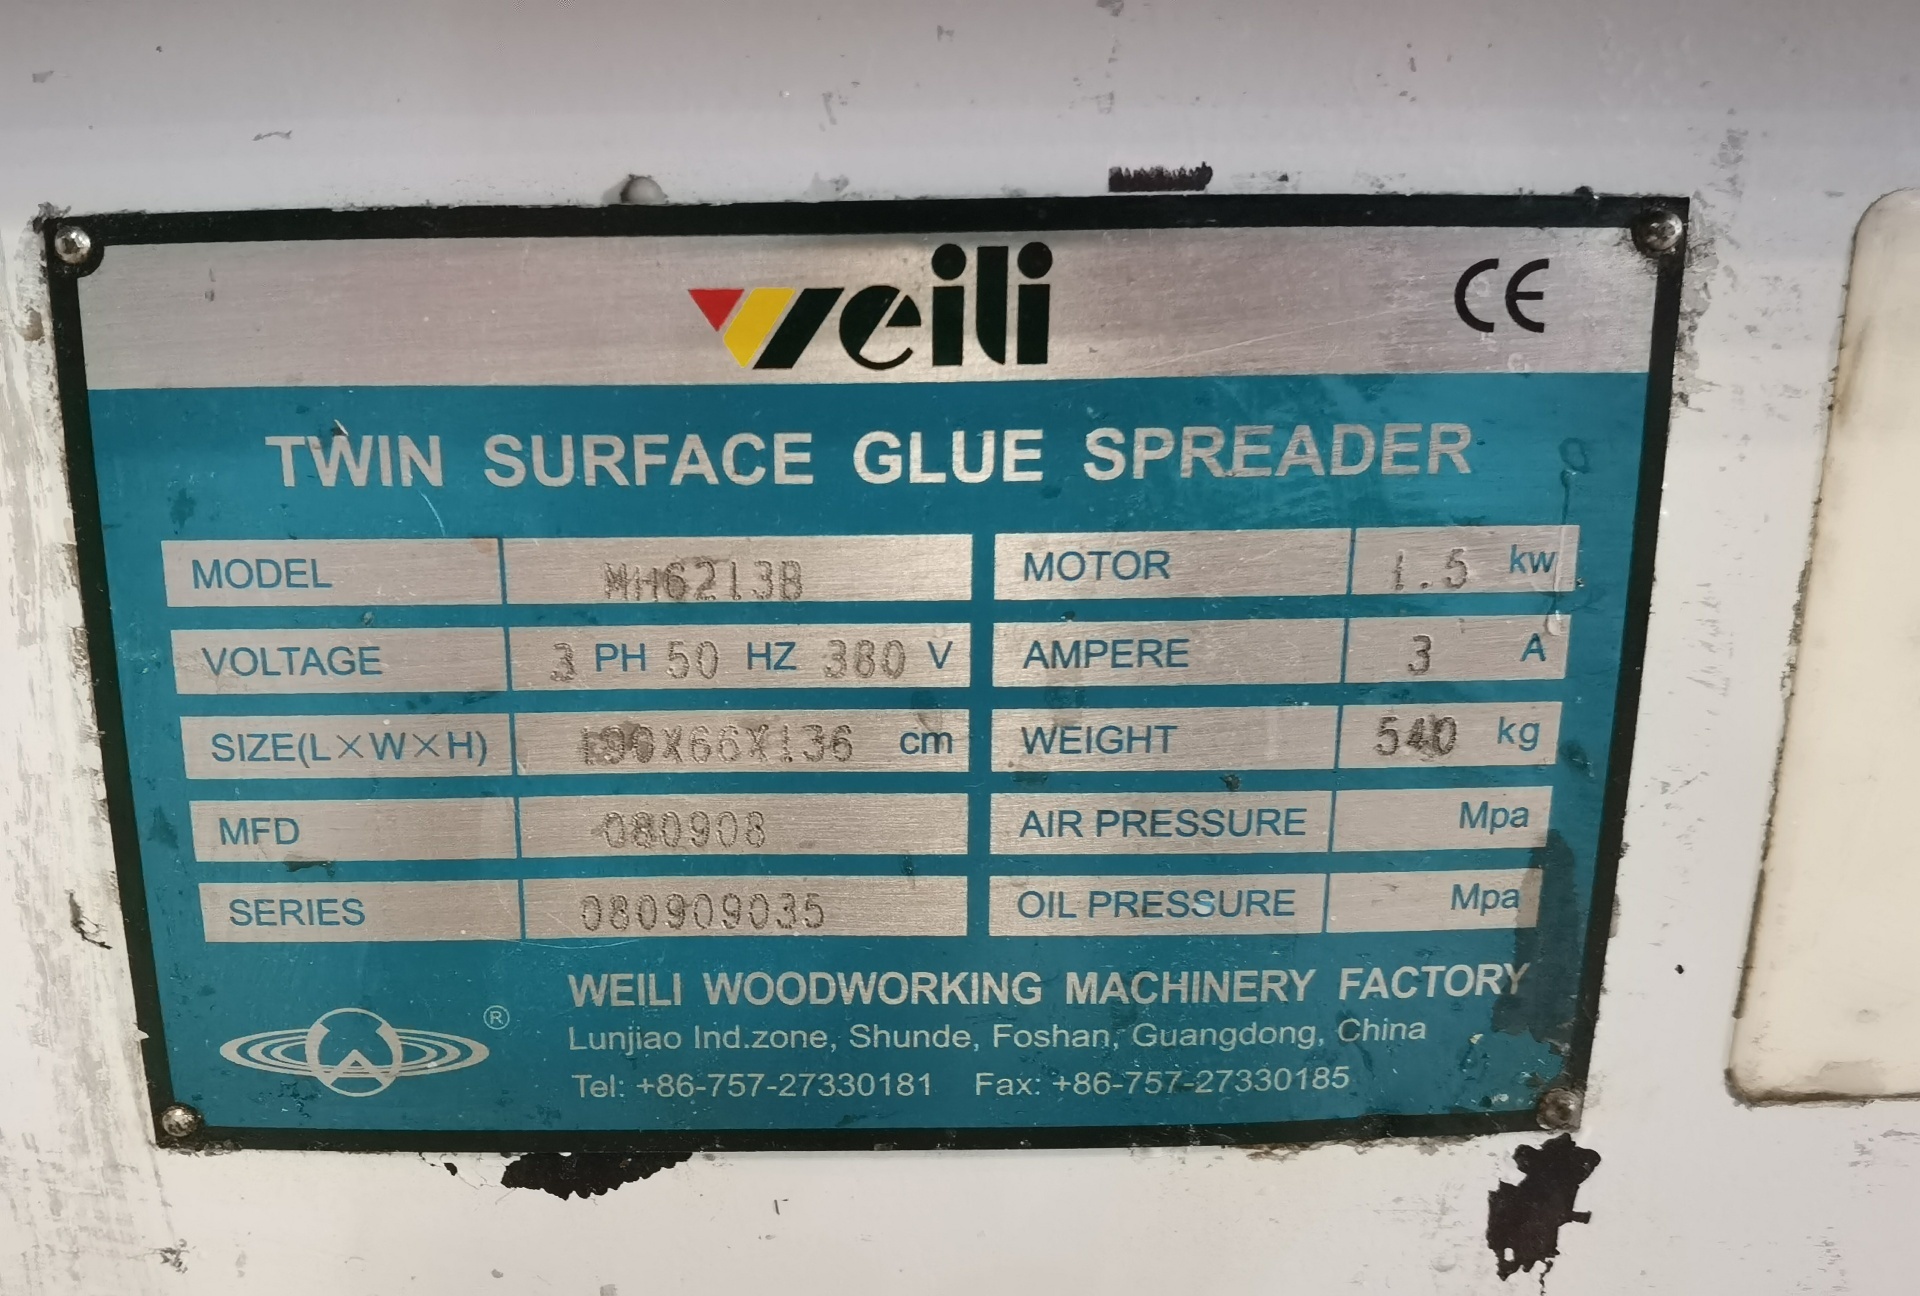 Veili
CE
TWIN SURFACE GLUE SPREADER
MODEL MH6213B MOTOR 1.5 kw
VOLTAGE 3 PH 50 HZ 380 V AMPERE 3 A
SIZE(L×W×H) 190X66X136 cm WEIGHT 540 kg
MFD 080908 AIR PRESSURE Mpa
SERIES 080909035 OIL PRESSURE Mpa
WEILI WOODWORKING MACHINERY FACTORY
®
Lunjiao Ind.zone, Shunde, Foshan, Guangdong, China
Tel: +86-757-27330181 Fax: +86-757-27330185